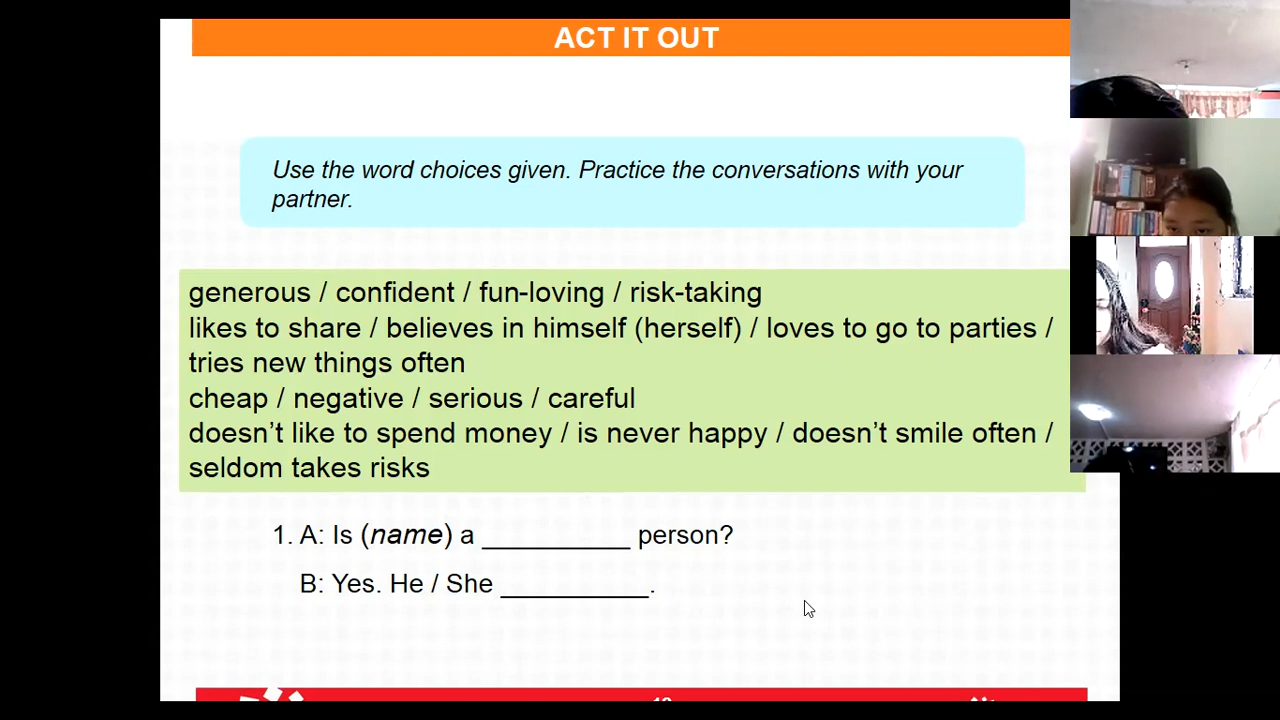 ACT IT OUT
Use the word choices given. Practice the conversations with your
partner.
generous / confident / fun-loving / risk-taking
likes to share / believes in himself (herself) / loves to go to parties /
tries new things often
cheap / negative / serious / careful
doesn’t like to spend money / is never happy / doesn’t smile often /
seldom takes risks
1. A: Is (name) a __________ person?
B: Yes. He / She __________.